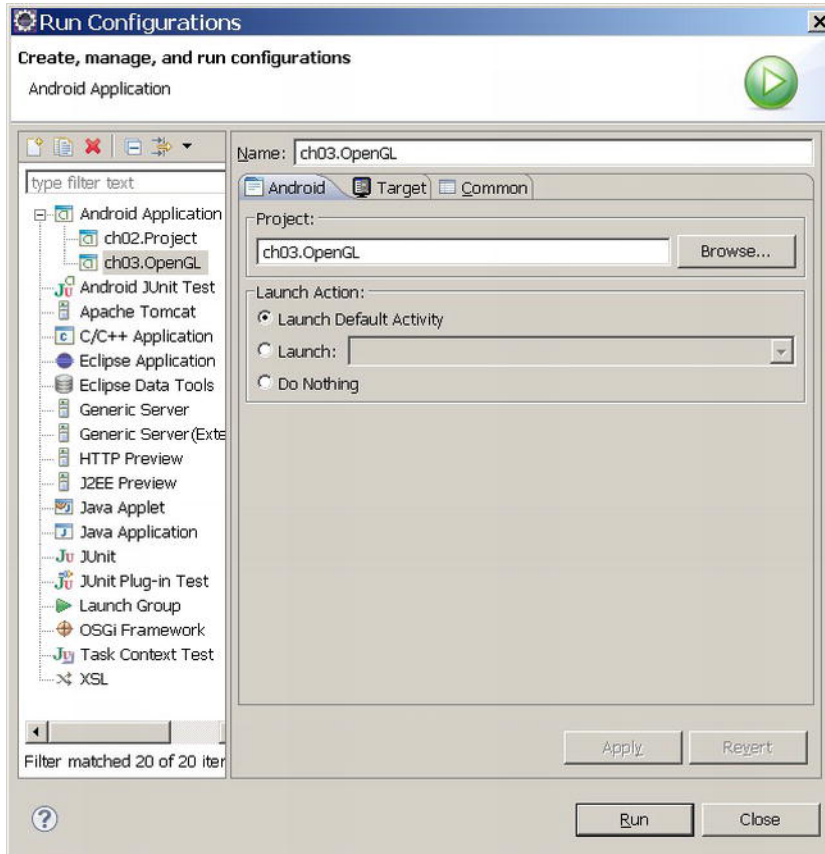 Run Configurations
Create, manage, and run configurations
Android Application
type filter text
Android Application
ch02.Project
ch03.OpenGL
Android JUnit Test
Apache Tomcat
C/C++ Application
Eclipse Application
Eclipse Data Tools
Generic Server
Generic Server(Exte
HTTP Preview
J2EE Preview
Java Applet
Java Application
JUnit
JUnit Plug-in Test
Launch Group
OSGi Framework
Task Context Test
XSL
Filter matched 20 of 20 iter
Name: ch03.OpenGL
Android Target Common
Project:
ch03.OpenGL Browse...
Launch Action:
Launch Default Activity
Launch:
Do Nothing
Apply Revert
Run Close